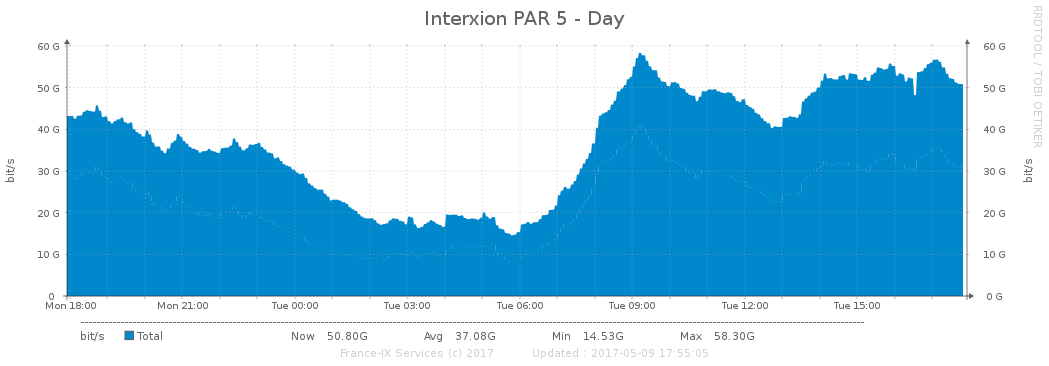 Interxion PAR 5 - Day
RRDTOOL / TOBI OETIKER
60 G 60 G
50 G 50 G
40 G 40 G
30 G 30 G
20 G 20 G
10 G 10 G
0 0 G
bit/s bit/s
Mon 18:00 Mon 21:00 Tue 00:00 Tue 03:00 Tue 06:00 Tue 09:00 Tue 12:00 Tue 15:00
bit/s Total Now 50.80G Avg 37.08G Min 14.53G Max 58.30G
France-IX Services (c) 2017 Updated : 2017-05-09 17:55:05